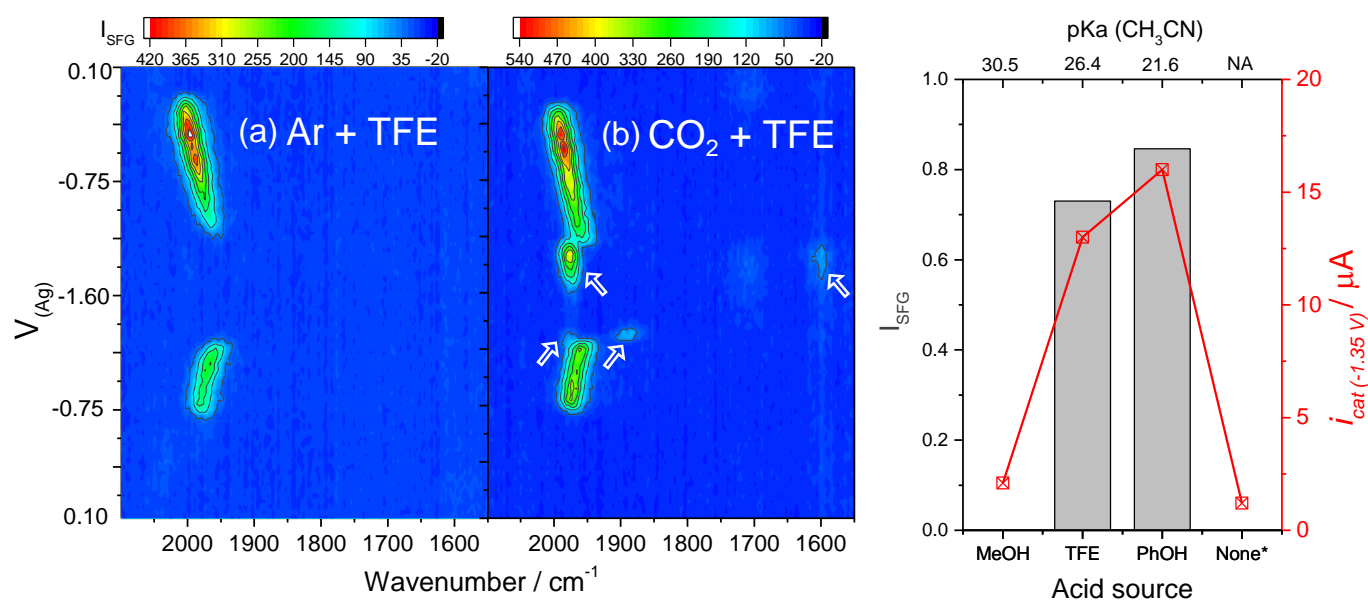 I_SFG
420 365 310 255 200 145 90 35 -20
540 470 400 330 260 190 120 50 -20
0.10
-0.75
-1.60
-0.75
0.10
V(Ag)
(a) Ar + TFE
(b) CO2 + TFE
2000 1900 1800 1700 1600
2000 1900 1800 1700 1600
Wavenumber / cm-1
pKa (CH3CN)
30.5 26.4 21.6 NA
1.0
0.8
0.6
0.4
0.2
0.0
I_SFG
20
15
10
5
0
i_cat (-1.35 V) / µA
MeOH TFE PhOH None*
Acid source